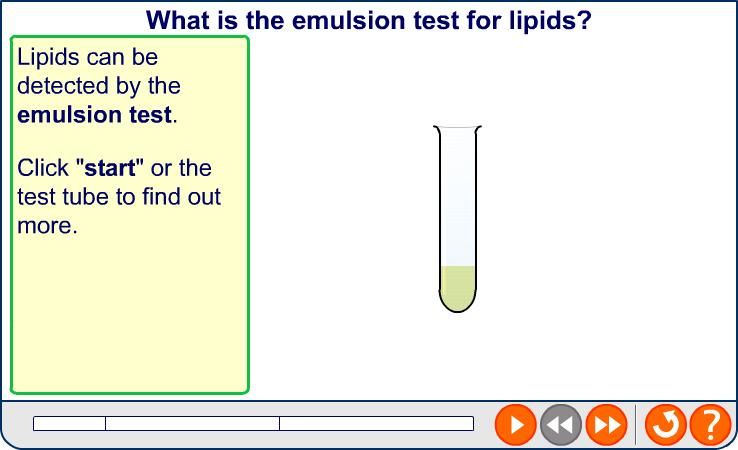 What is the emulsion test for lipids?
Lipids can be
detected by the
emulsion test.
Click "start" or the
test tube to find out
more.
?